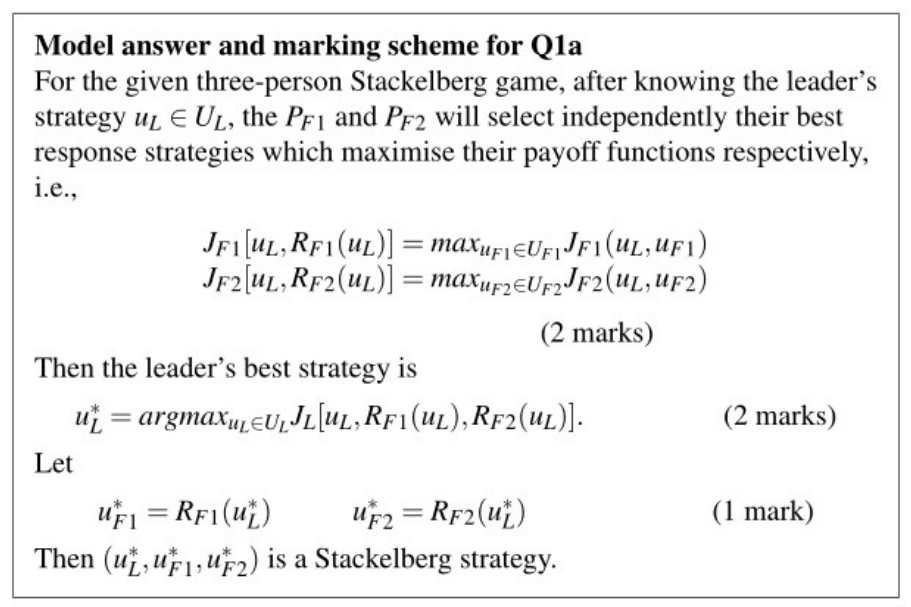 Model answer and marking scheme for Q1a
For the given three-person Stackelberg game, after knowing the leader's
strategy $u_L \in U_L$, the $P_{F1}$ and $P_{F2}$ will select independently their best
response strategies which maximise their payoff functions respectively,
i.e.,
$J_{F1}[u_L, R_{F1}(u_L)] = max_{u_{F1} \in U_{F1}} J_{F1}(u_L, u_{F1})$
$J_{F2}[u_L, R_{F2}(u_L)] = max_{u_{F2} \in U_{F2}} J_{F2}(u_L, u_{F2})$
(2 marks)
Then the leader's best strategy is
$u_L^* = argmax_{u_L \in U_L} J_L[u_L, R_{F1}(u_L), R_{F2}(u_L)].$ (2 marks)
Let
$u_{F1}^* = R_{F1}(u_L^*)$ $u_{F2}^* = R_{F2}(u_L^*)$ (1 mark)
Then $(u_L^*, u_{F1}^*, u_{F2}^*)$ is a Stackelberg strategy.